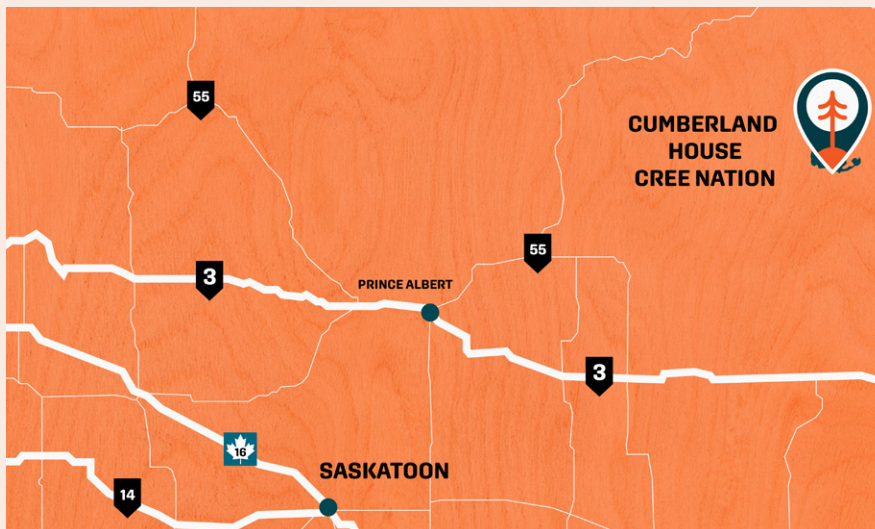 55
CUMBERLAND
HOUSE
CREE NATION
55
3
PRINCE ALBERT
3
16
SASKATOON
14